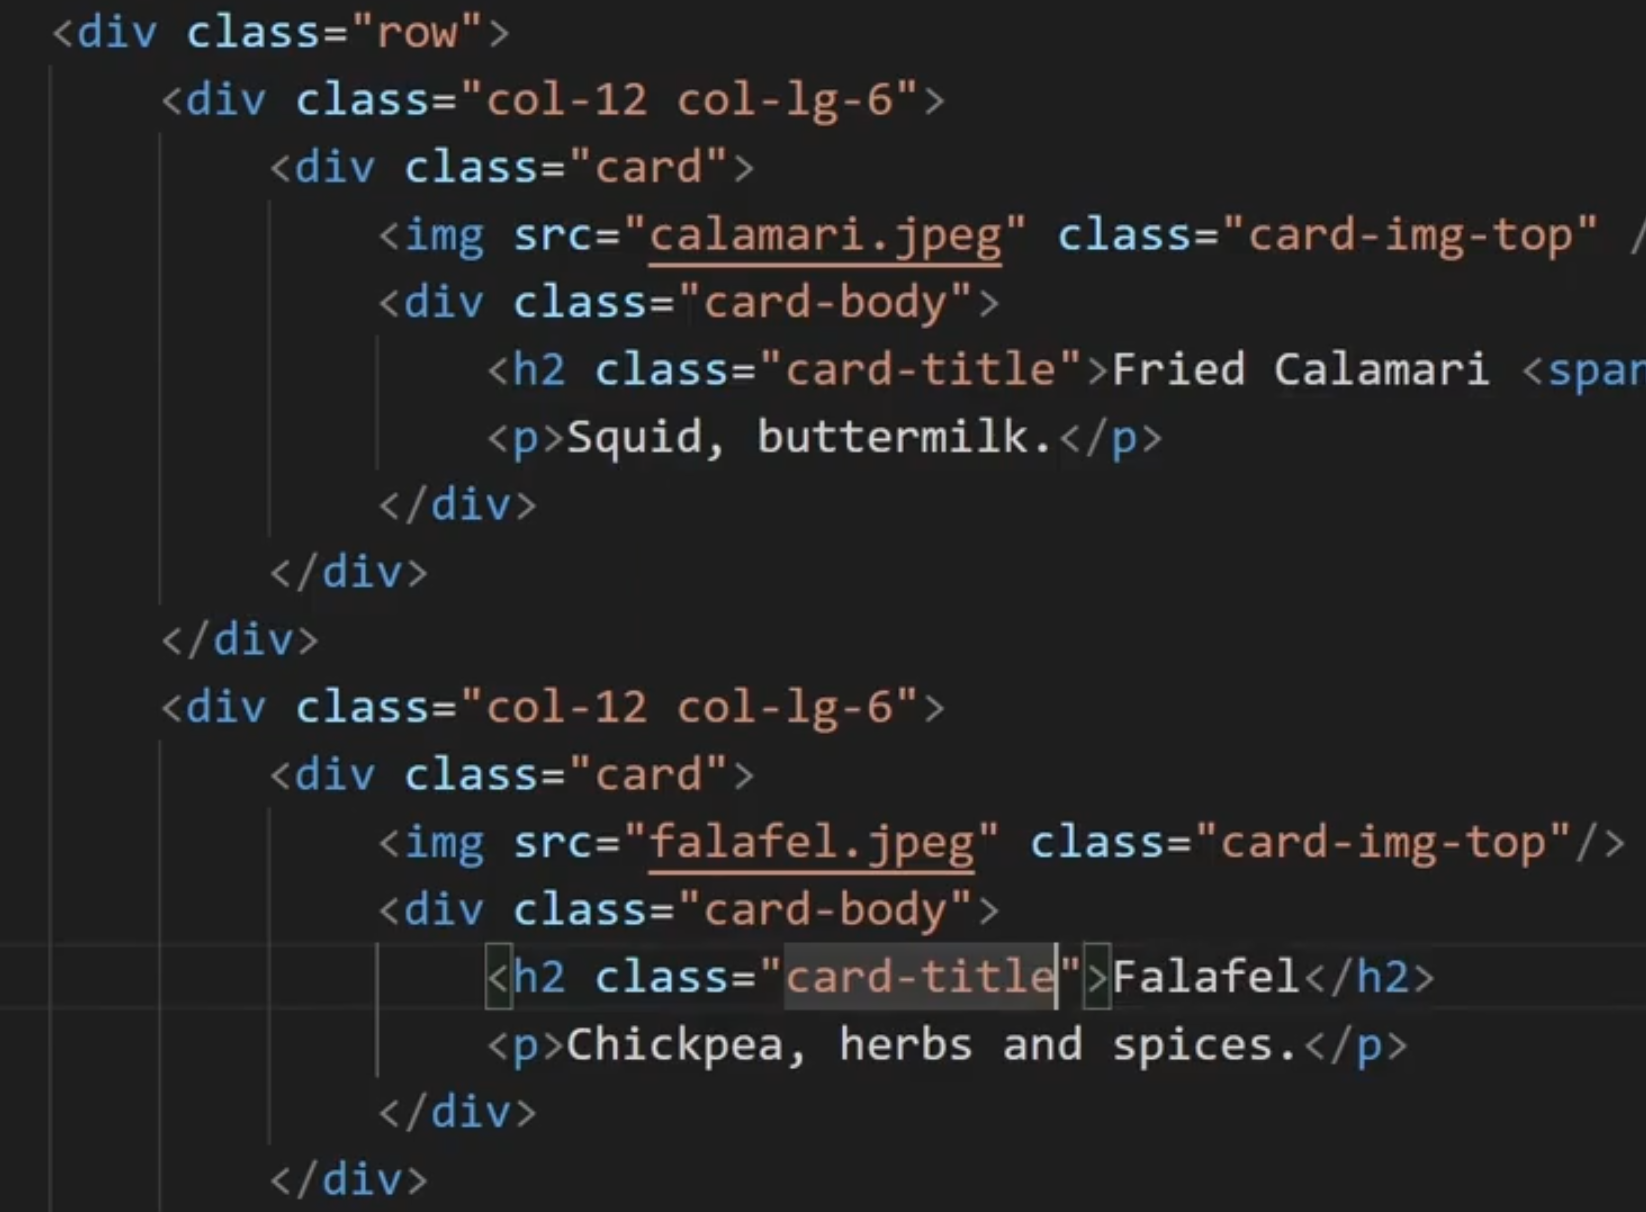 <div class="row">
<div class="col-12 col-lg-6">
<div class="card">
<img src="calamari.jpeg" class="card-img-top" /
<div class="card-body">
<h2 class="card-title">Fried Calamari <span
<p>Squid, buttermilk.</p>
</div>
</div>
</div>
<div class="col-12 col-lg-6">
<div class="card">
<img src="falafel.jpeg" class="card-img-top"/>
<div class="card-body">
<h2 class="card-title">Falafel</h2>
<p>Chickpea, herbs and spices.</p>
</div>
</div>